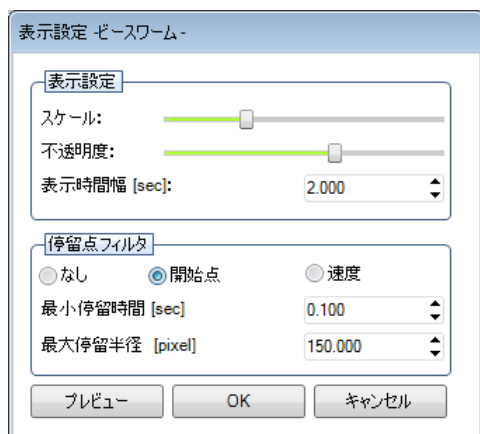 表示設定 -ビースワーム-
表示設定
スケール:
不透明度:
表示時間幅 [sec]: 2.000
停留点フィルタ
なし 開始点 速度
最小停留時間 [sec] 0.100
最大停留半径 [pixel] 150.000
プレビュー OK キャンセル